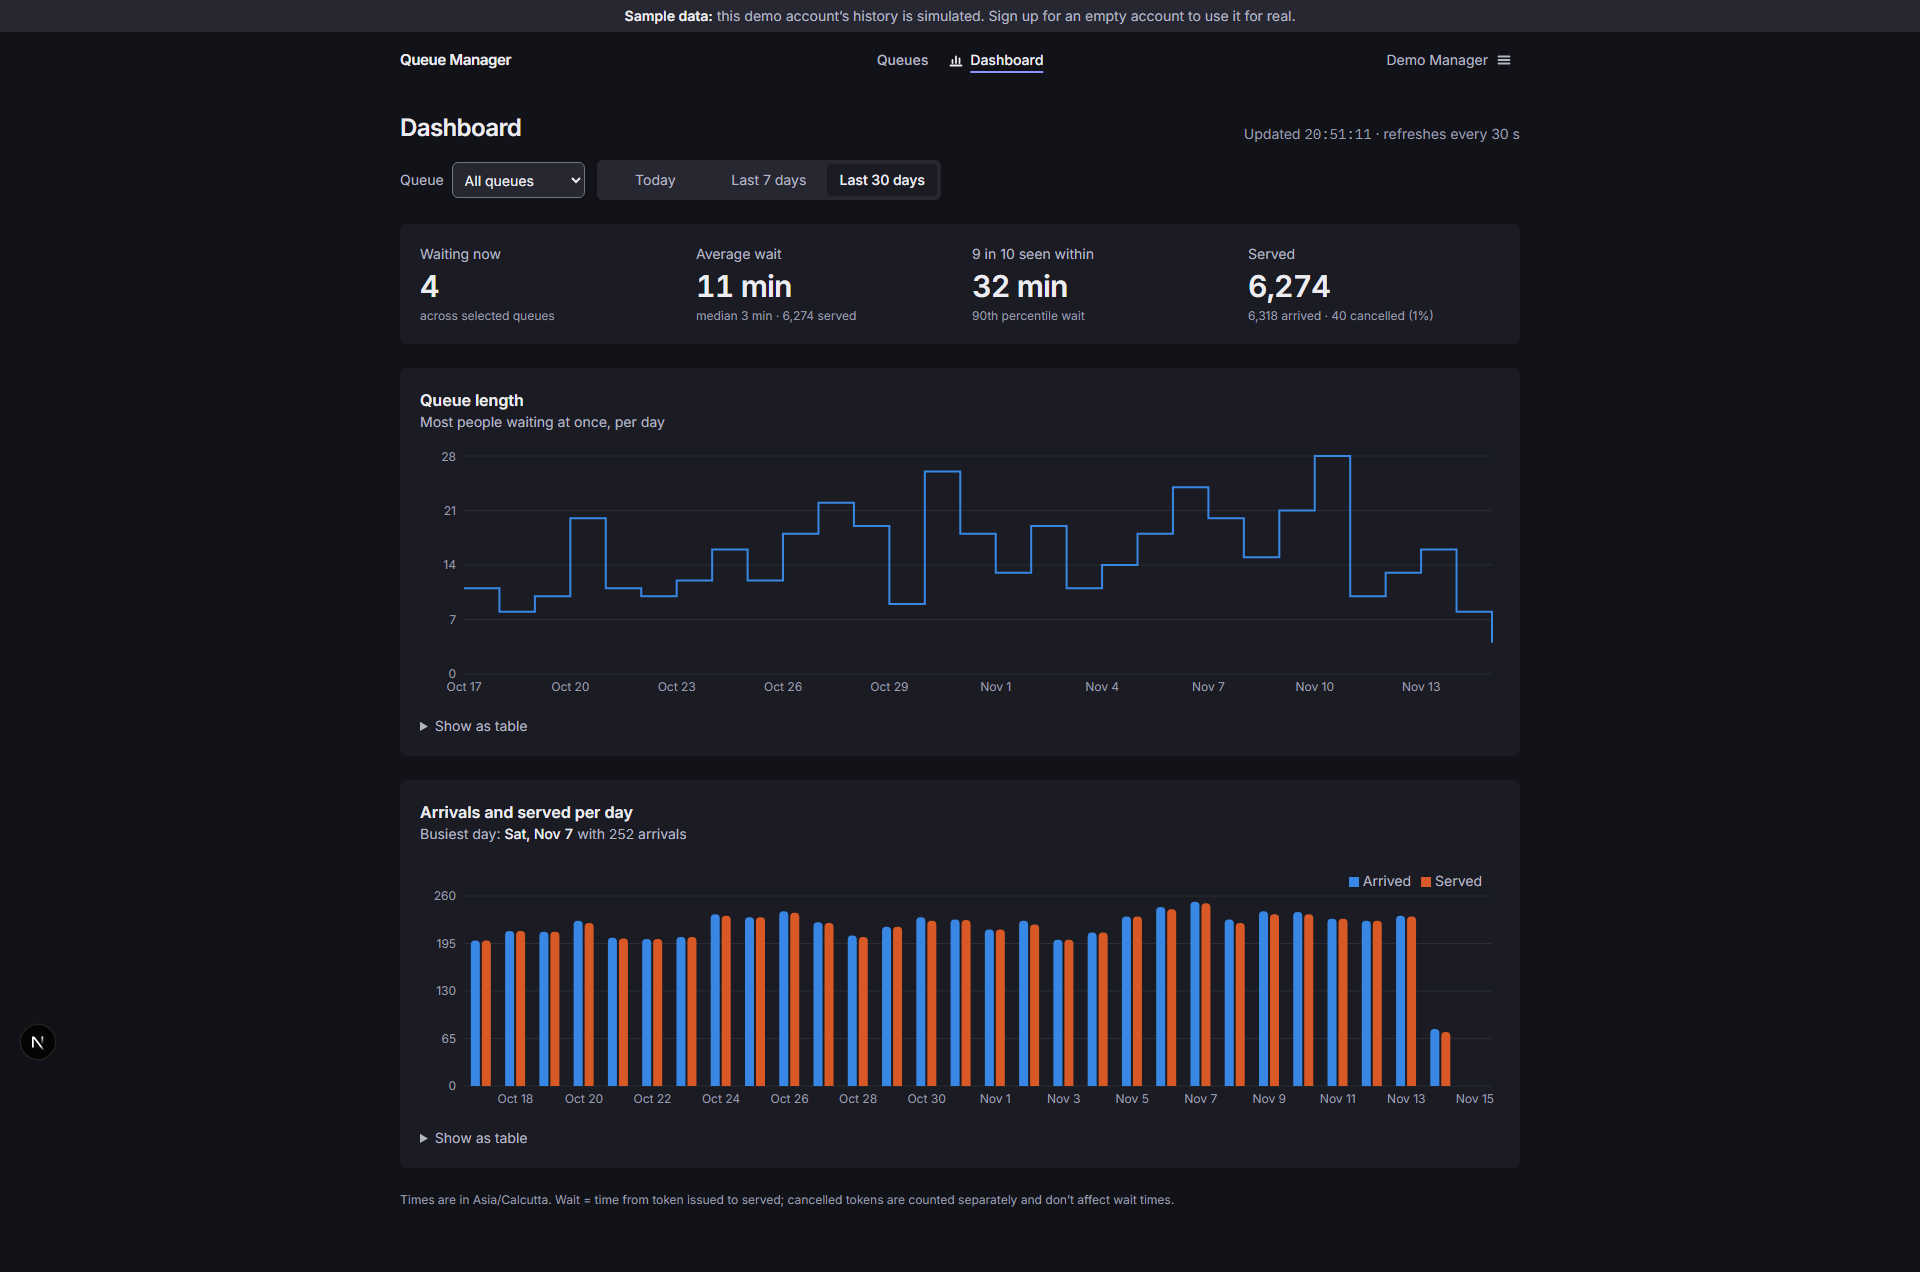 Sample data: this demo account’s history is simulated. Sign up for an empty account to use it for real.
Queue Manager
Queues
Dashboard
Demo Manager
Dashboard
Updated 20:51:11 · refreshes every 30 s
Queue
All queues
Today
Last 7 days
Last 30 days
Waiting now
4
across selected queues
Average wait
11 min
median 3 min · 6,274 served
9 in 10 seen within
32 min
90th percentile wait
Served
6,274
6,318 arrived · 40 cancelled (1%)
Queue length
Most people waiting at once, per day
28
21
14
7
0
Oct 17 Oct 20 Oct 23 Oct 26 Oct 29 Nov 1 Nov 4 Nov 7 Nov 10 Nov 13
Show as table
Arrivals and served per day
Busiest day: Sat, Nov 7 with 252 arrivals
Arrived Served
260
195
130
65
0
Oct 18 Oct 20 Oct 22 Oct 24 Oct 26 Oct 28 Oct 30 Nov 1 Nov 3 Nov 5 Nov 7 Nov 9 Nov 11 Nov 13 Nov 15
Show as table
Times are in Asia/Calcutta. Wait = time from token issued to served; cancelled tokens are counted separately and don’t affect wait times.
N